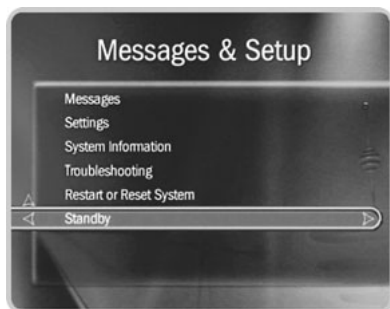 Messages & Setup
Messages
Settings
System Information
Troubleshooting
Restart or Reset System
Standby